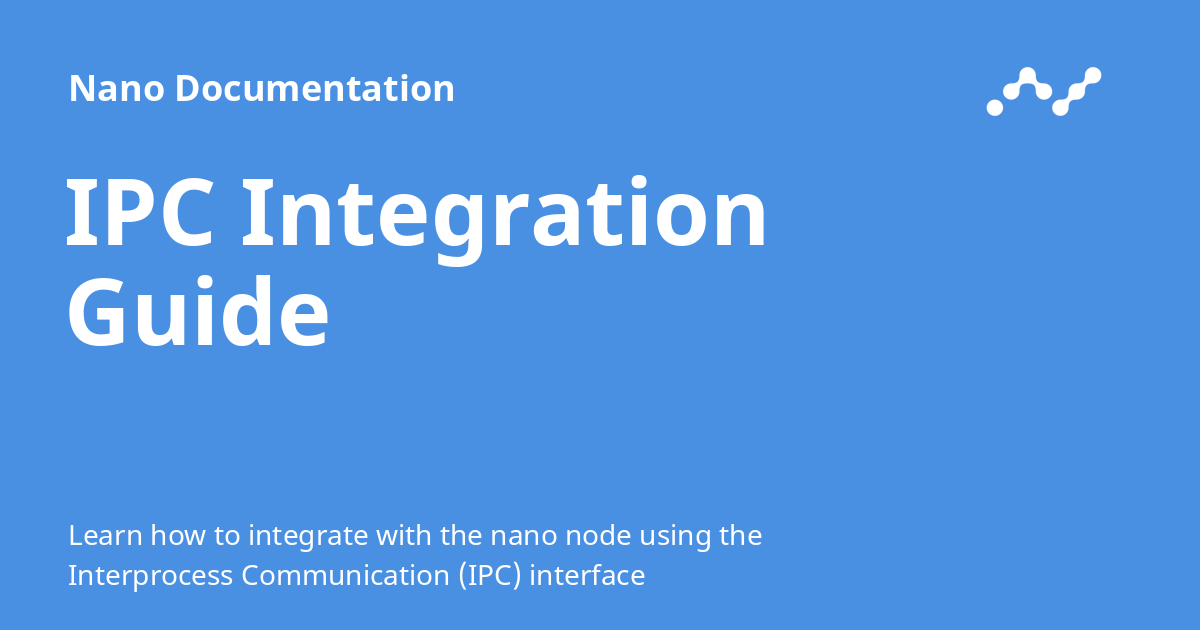 Nano Documentation
IPC Integration
Guide
Learn how to integrate with the nano node using the
Interprocess Communication (IPC) interface